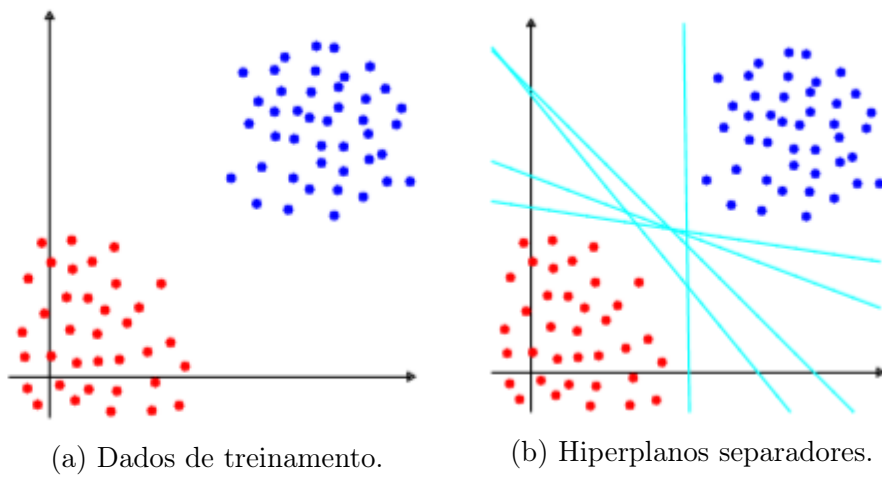 (a) Dados de treinamento.
(b) Hiperplanos separadores.